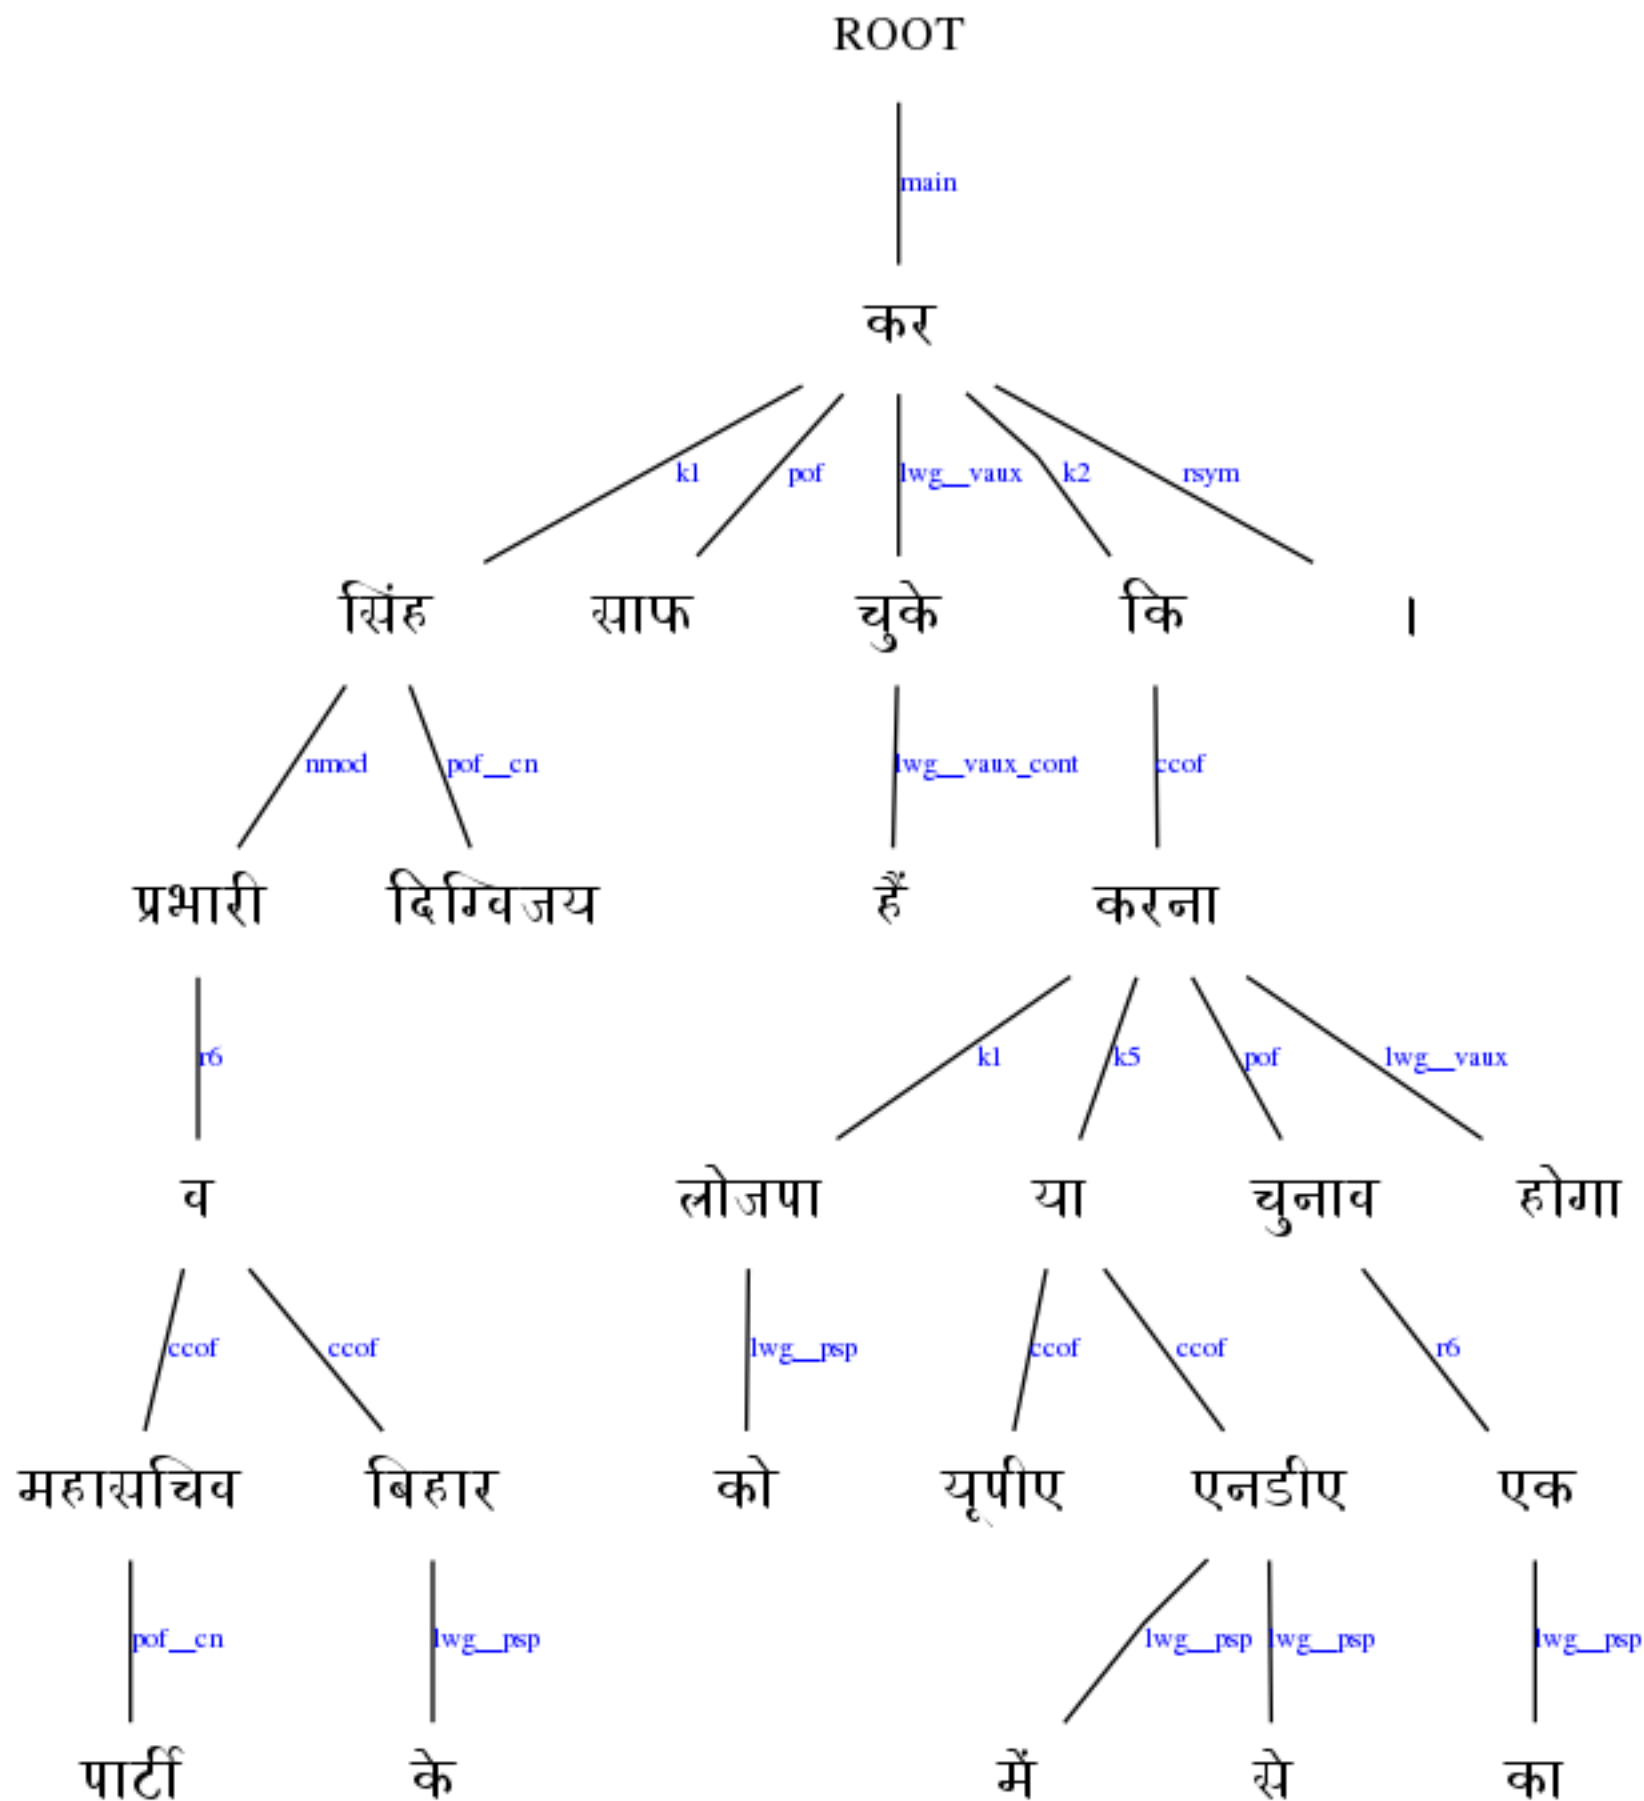 ROOT
main
कर
k1 pof lwg__vaux k2 rsym
सिंह साफ चुके कि ।
nmod pof__cn lwg__vaux_cont ccof
प्रभारी दिग्विजय हैं करना
r6 k1 k5 pof lwg__vaux
व लोजपा या चुनाव होगा
ccof ccof lwg__psp ccof ccof r6
महासचिव बिहार को यूपीए एनडीए एक
pof__cn lwg__psp lwg__psp lwg__psp lwg__psp
पार्टी के में से का